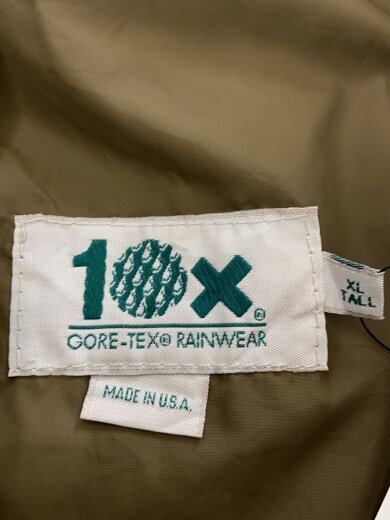 10X®
GORE-TEX® RAINWEAR
MADE IN U.S.A.
XL
TALL